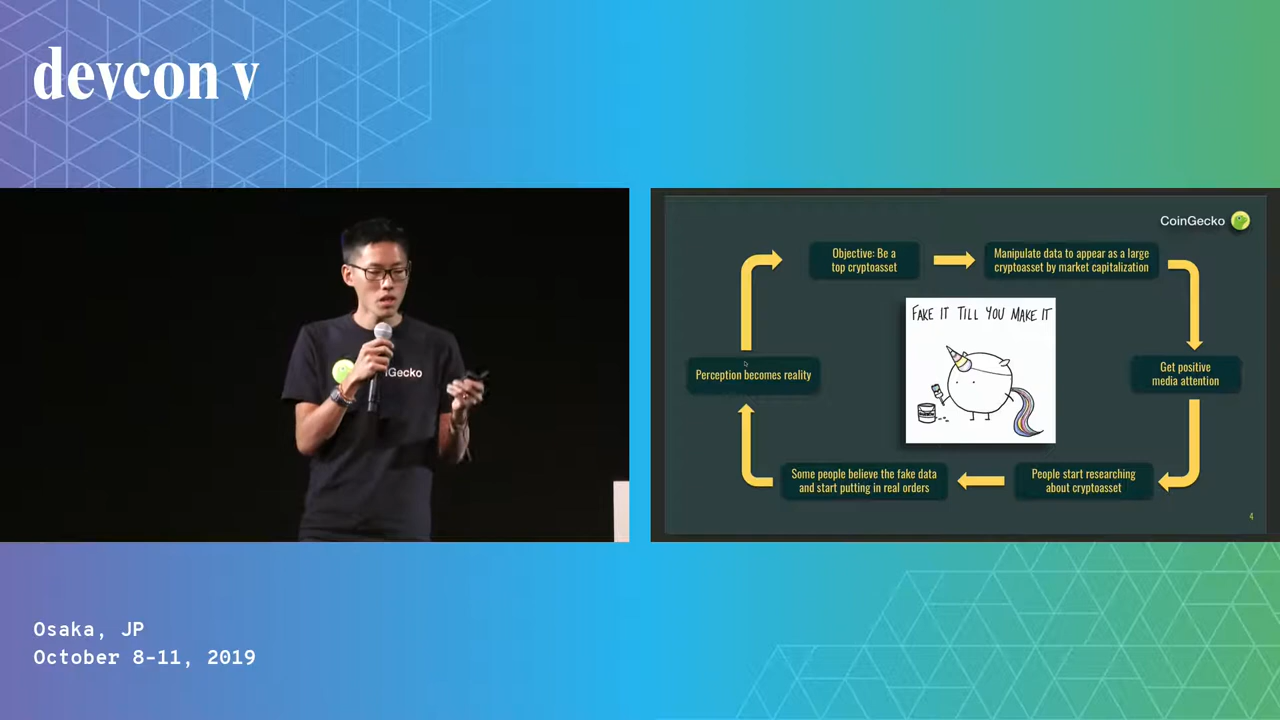 devcon v
iGecko
CoinGecko
Objective: Be a
top cryptoasset
Manipulate data to appear as a large
cryptoasset by market capitalization
FAKE IT TILL YOU MAKE IT
Perception becomes reality
Get positive
media attention
Some people believe the fake data
and start putting in real orders
People start researching
about cryptoasset
4
Osaka, JP
October 8-11, 2019